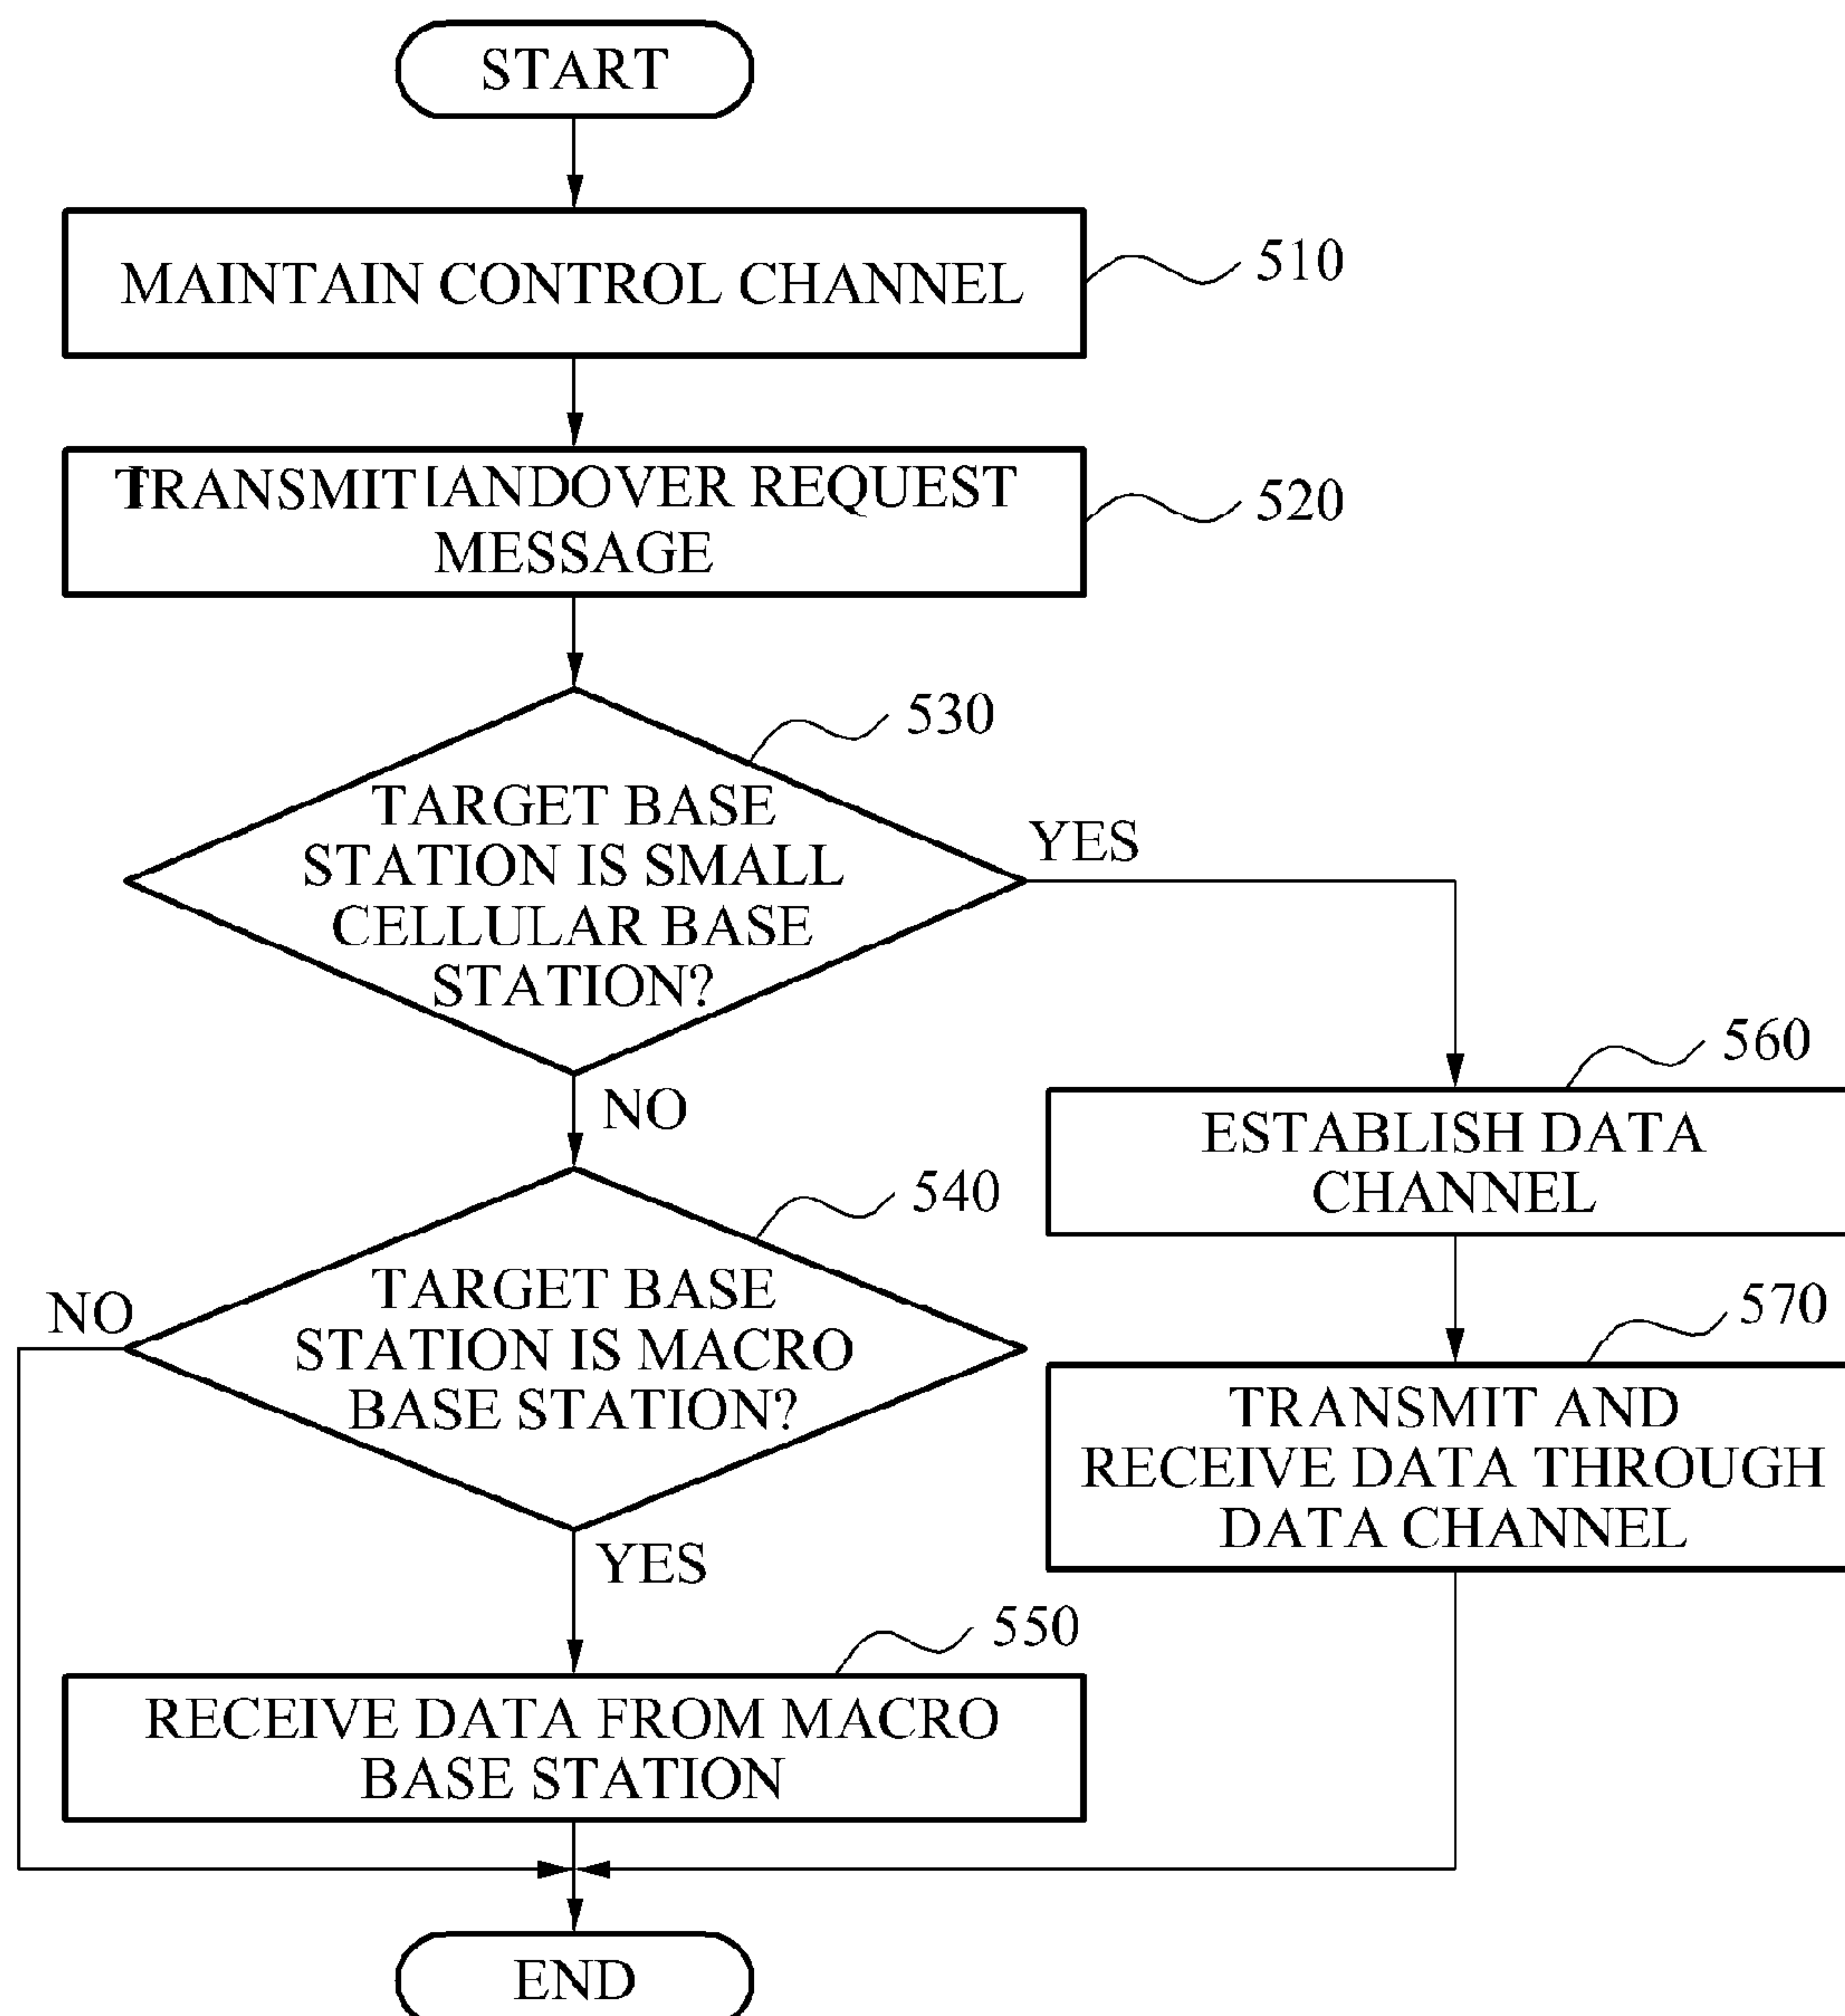 START
MAINTAIN CONTROL CHANNEL
510
TRANSMIT IANDOVER REQUEST
MESSAGE
520
530
TARGET BASE
STATION IS SMALL
CELLULAR BASE
STATION?
YES
NO
560
ESTABLISH DATA
CHANNEL
540
TARGET BASE
STATION IS MACRO
BASE STATION?
NO
YES
570
TRANSMIT AND
RECEIVE DATA THROUGH
DATA CHANNEL
550
RECEIVE DATA FROM MACRO
BASE STATION
END